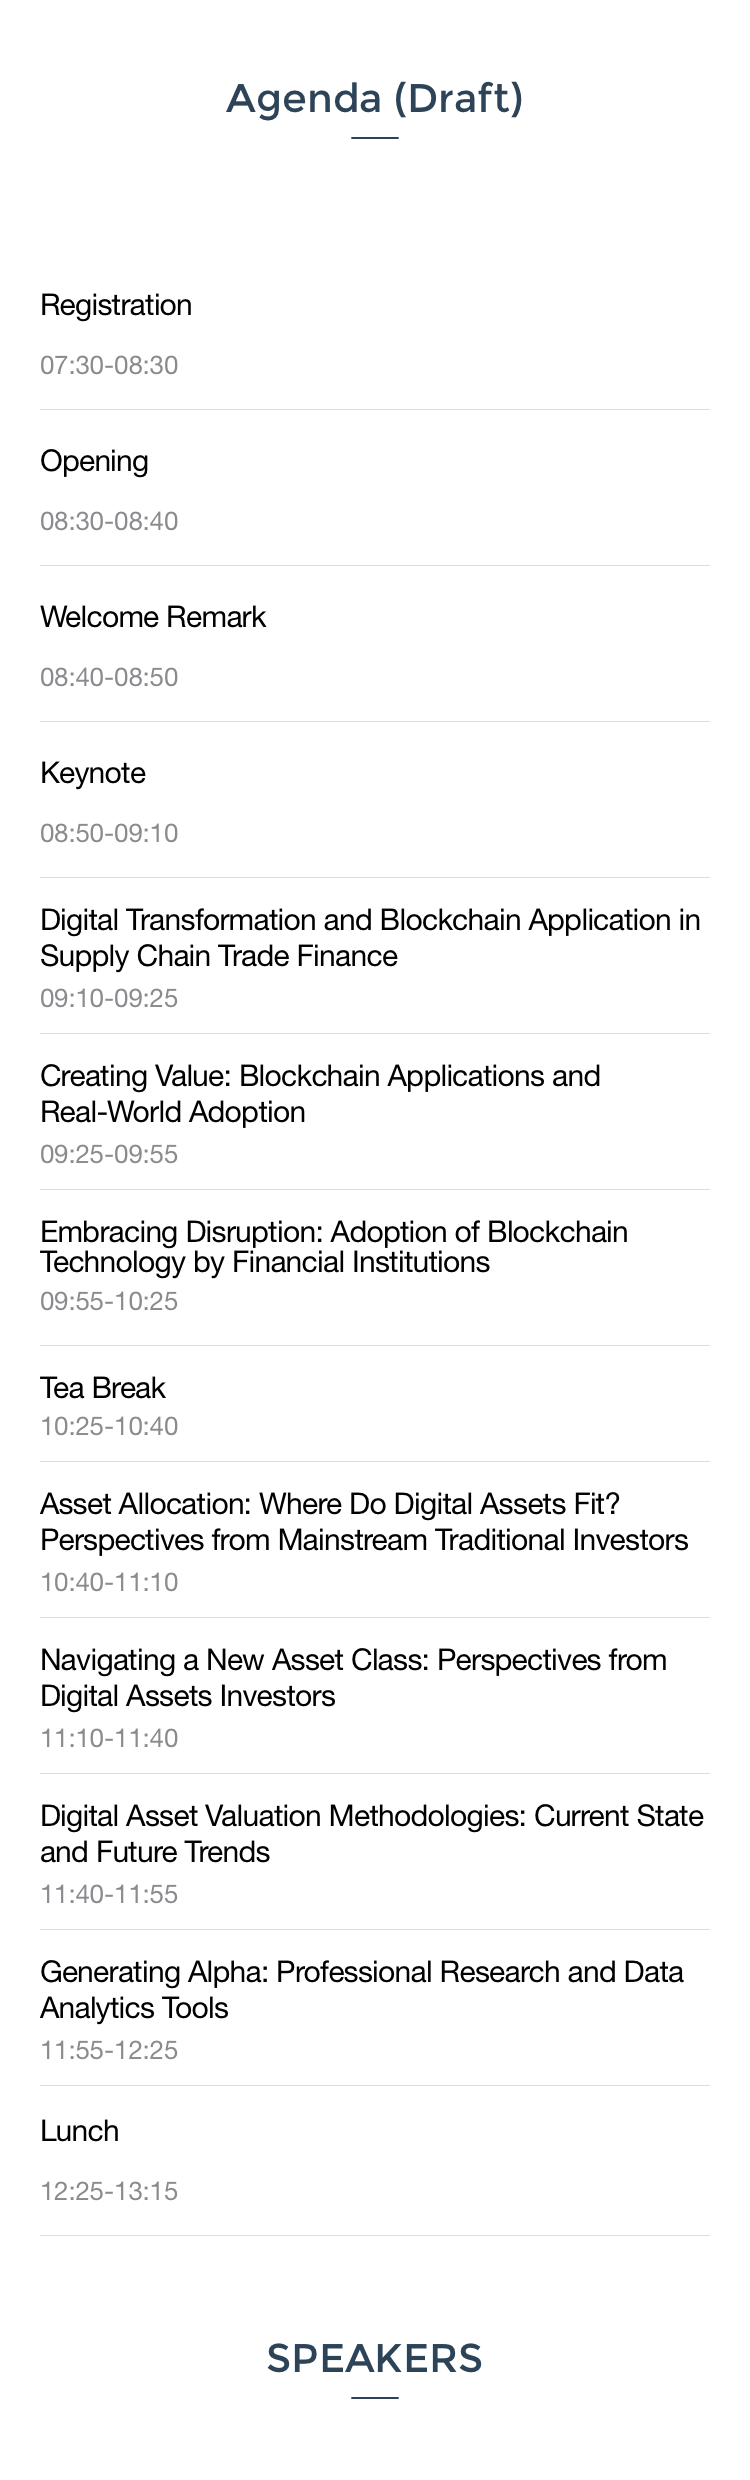 Agenda (Draft)
Registration
07:30-08:30
Opening
08:30-08:40
Welcome Remark
08:40-08:50
Keynote
08:50-09:10
Digital Transformation and Blockchain Application in
Supply Chain Trade Finance
09:10-09:25
Creating Value: Blockchain Applications and
Real-World Adoption
09:25-09:55
Embracing Disruption: Adoption of Blockchain
Technology by Financial Institutions
09:55-10:25
Tea Break
10:25-10:40
Asset Allocation: Where Do Digital Assets Fit?
Perspectives from Mainstream Traditional Investors
10:40-11:10
Navigating a New Asset Class: Perspectives from
Digital Assets Investors
11:10-11:40
Digital Asset Valuation Methodologies: Current State
and Future Trends
11:40-11:55
Generating Alpha: Professional Research and Data
Analytics Tools
11:55-12:25
Lunch
12:25-13:15
SPEAKERS